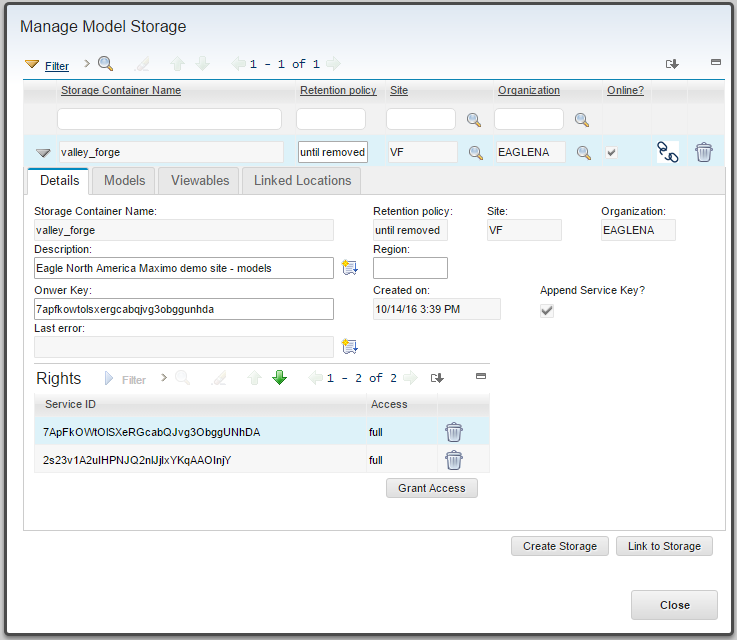 Manage Model Storage
Filter 1 - 1 of 1
Storage Container Name Retention policy Site Organization Online?
valley_forge until removed VF EAGLENA
Details Models Viewables Linked Locations
Storage Container Name: Retention policy: Site: Organization:
valley_forge until removed VF EAGLENA
Description: Region:
Eagle North America Maximo demo site - models
Onwer Key: Created on: Append Service Key?
7apfkowtolsxergcabqjvg3obggunhda 10/14/16 3:39 PM
Last error:
Rights Filter 1 - 2 of 2
Service ID Access
7ApFkOWtOlSXeRGcabQJvg3ObggUNhDA full
2s23v1A2uIHPNJQ2nlJjlxYKqAAOInjY full
Grant Access
Create Storage Link to Storage
Close